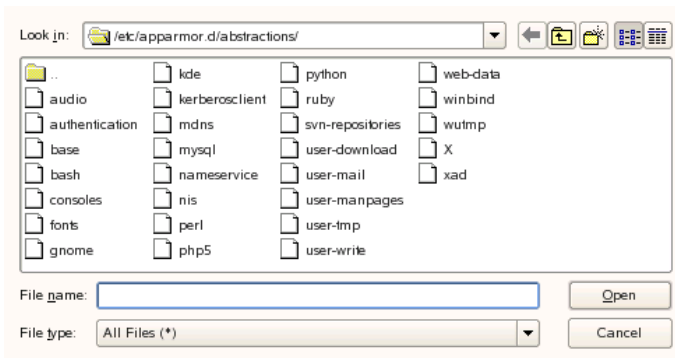 Look in: /etc/apparmor.d/abstractions/
.. kde python web-data
audio kerberosclient ruby winbind
authentication mdns svn-repositories wutmp
base mysql user-download X
bash nameservice user-mail xad
consoles nis user-manpages
fonts perl user-tmp
gnome php5 user-write
File name: Open
File type: All Files (*) Cancel